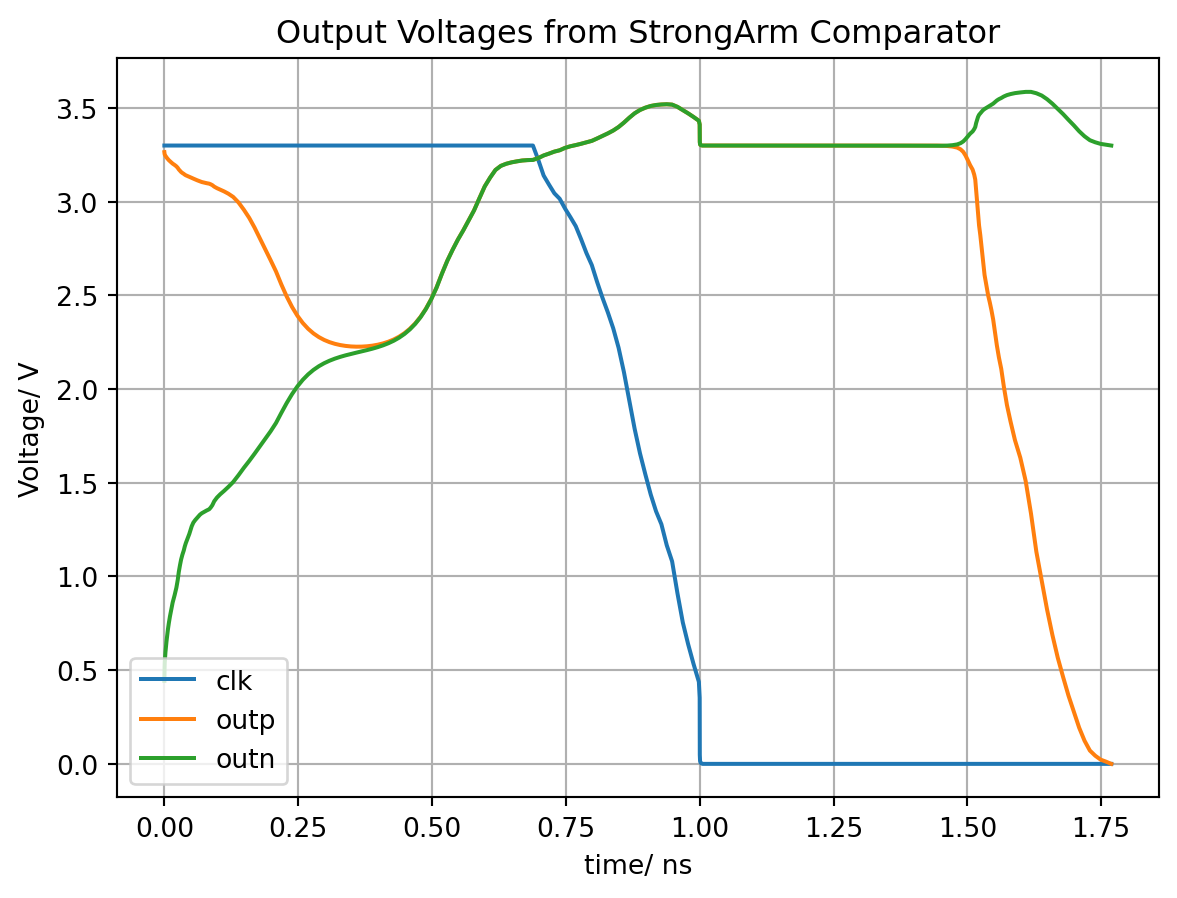 Output Voltages from StrongArm Comparator
Voltage/ V
3.5
3.0
2.5
2.0
1.5
1.0
0.5
0.0
clk
outp
outn
0.00 0.25 0.50 0.75 1.00 1.25 1.50 1.75
time/ ns